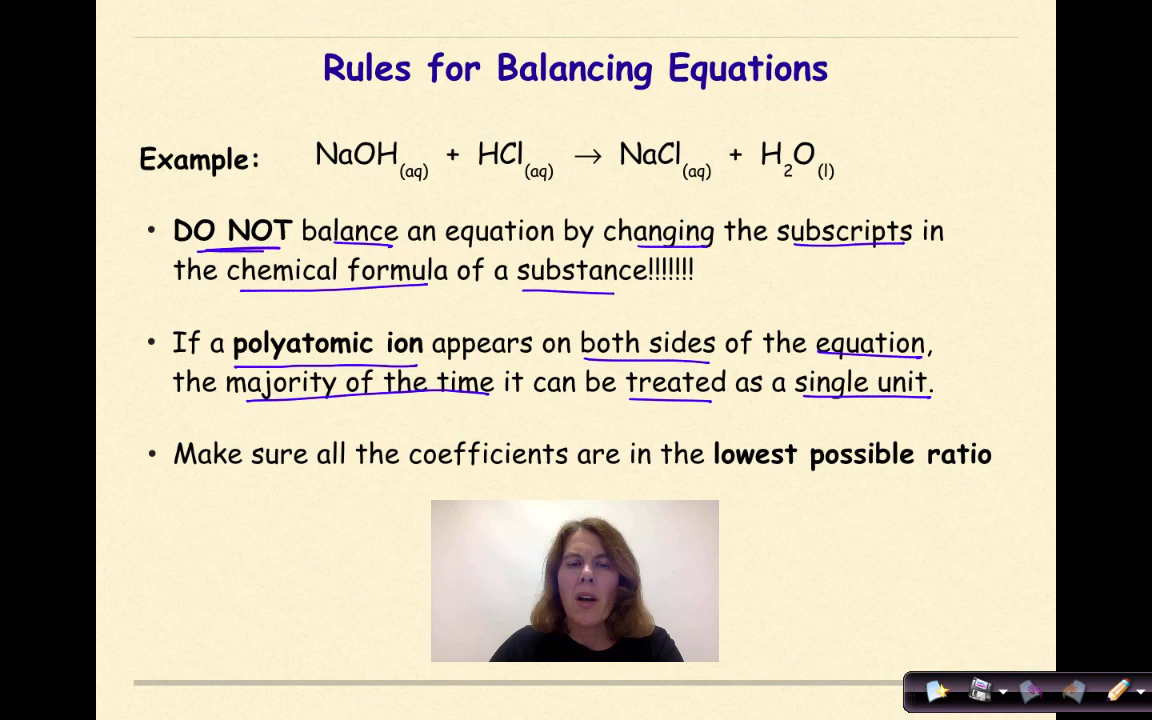 Rules for Balancing Equations
Example: NaOH(aq) + HCl(aq) → NaCl(aq) + H2O(l)
• DO NOT balance an equation by changing the subscripts in
the chemical formula of a substance!!!!!!!
• If a polyatomic ion appears on both sides of the equation,
the majority of the time it can be treated as a single unit.
• Make sure all the coefficients are in the lowest possible ratio